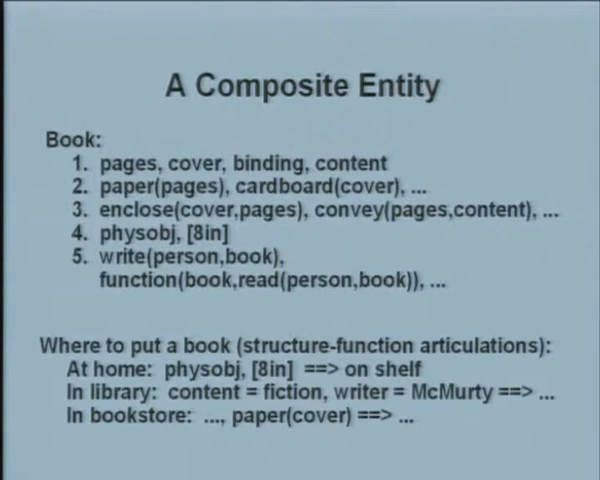 A Composite Entity
Book:
1. pages, cover, binding, content
2. paper(pages), cardboard(cover), ...
3. enclose(cover,pages), convey(pages,content), ...
4. physobj, [8in]
5. write(person,book),
function(book,read(person,book)), ...
Where to put a book (structure-function articulations):
At home: physobj, [8in] ==> on shelf
In library: content = fiction, writer = McMurty ==> ...
In bookstore: ..., paper(cover) ==> ...